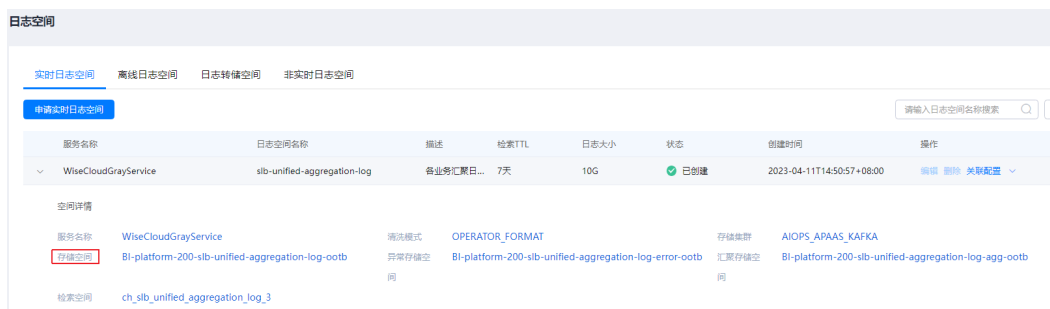 日志空间
实时日志空间 离线日志空间 日志转储空间 非实时日志空间
申请实时日志空间 请输入日志空间名称搜索
服务名称 日志空间名称 描述 检索TTL 日志大小 状态 创建时间 操作
WiseCloudGrayService slb-unified-aggregation-log 各业务汇聚日... 7天 10G 已创建 2023-04-11T14:50:57+08:00 编辑 删除 关联配置
空间详情
服务名称 WiseCloudGrayService 清洗模式 OPERATOR_FORMAT 存储集群 AIOPS_APAAS_KAFKA
存储空间 BI-platform-200-slb-unified-aggregation-log-ootb 异常存储空间 BI-platform-200-slb-unified-aggregation-log-error-ootb 汇聚存储空间 BI-platform-200-slb-unified-aggregation-log-agg-ootb
检索空间 ch_slb_unified_aggregation_log_3